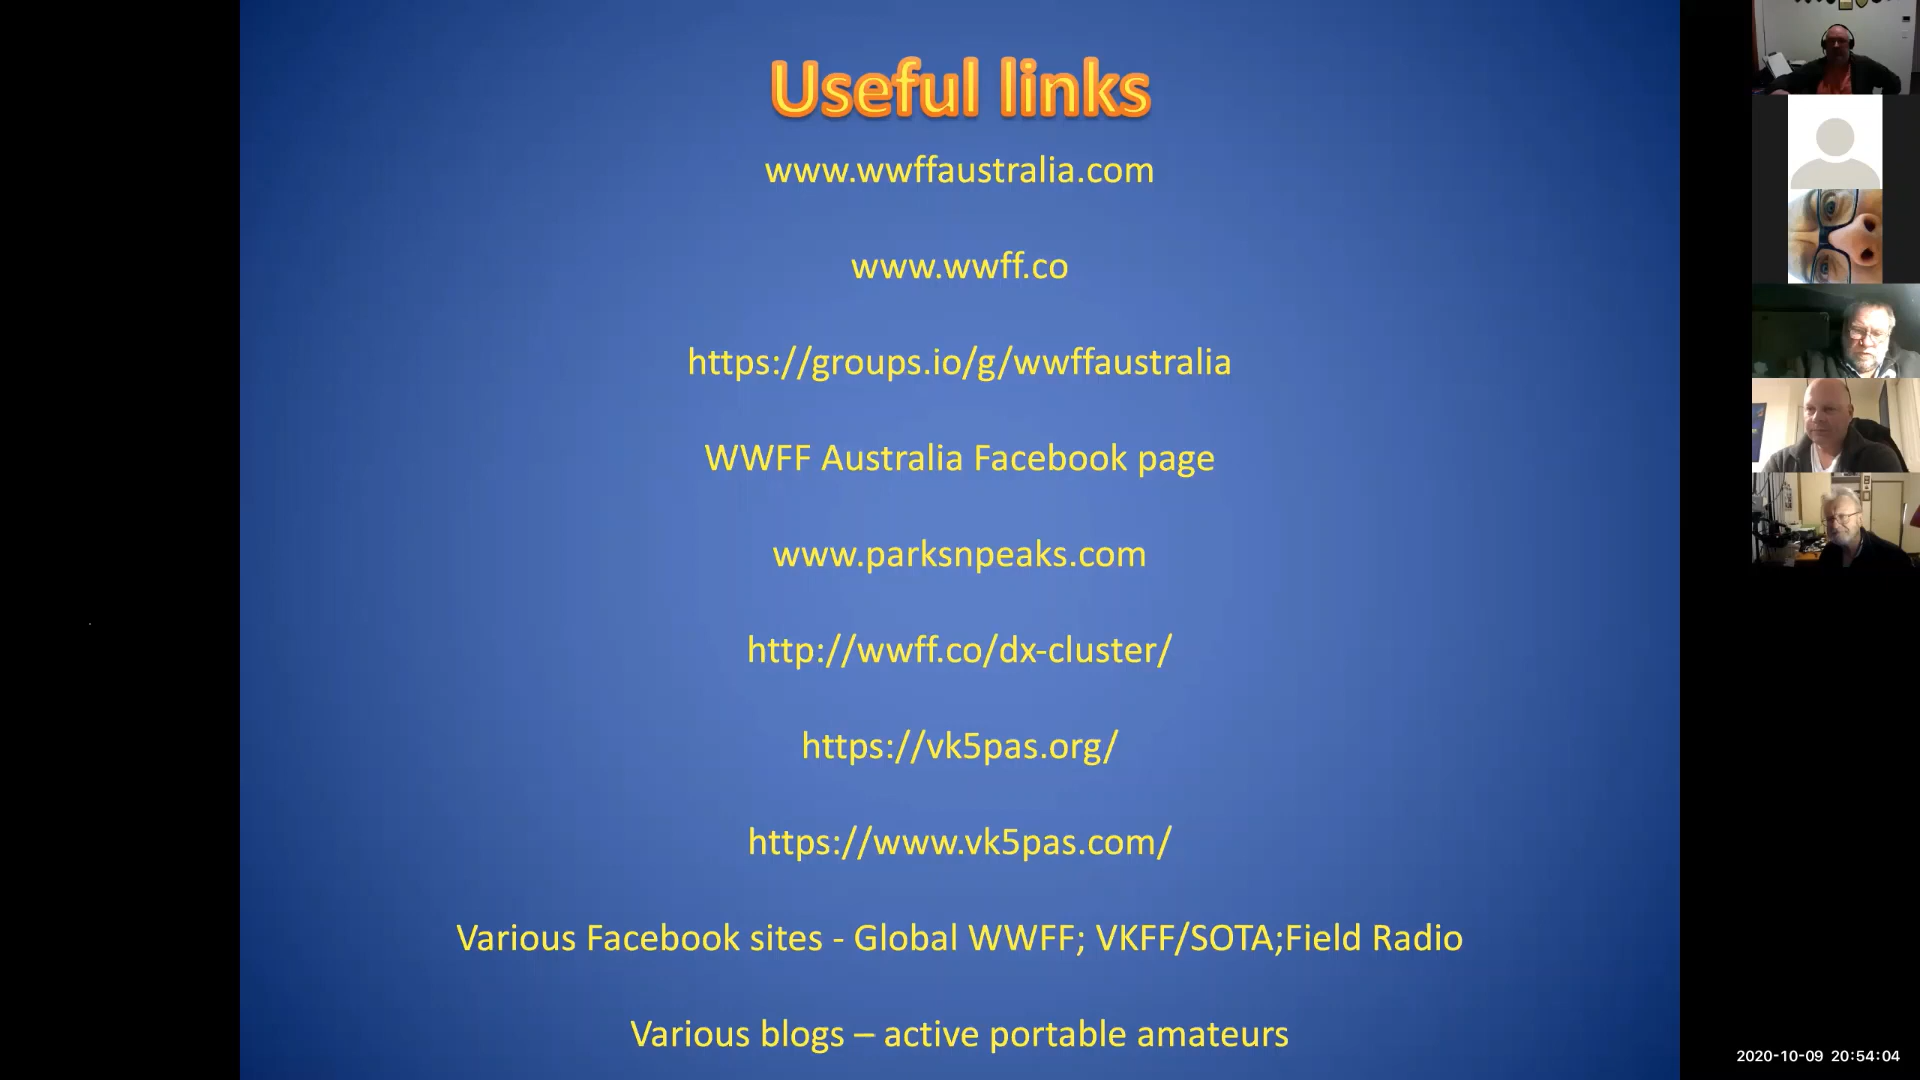 Useful links
www.wwffaustralia.com
www.wwff.co
https://groups.io/g/wwffaustralia
WWFF Australia Facebook page
www.parksnpeaks.com
http://wwff.co/dx-cluster/
https://vk5pas.org/
https://www.vk5pas.com/
Various Facebook sites - Global WWFF; VKFF/SOTA;Field Radio
Various blogs – active portable amateurs
2020-10-09 20:54:04